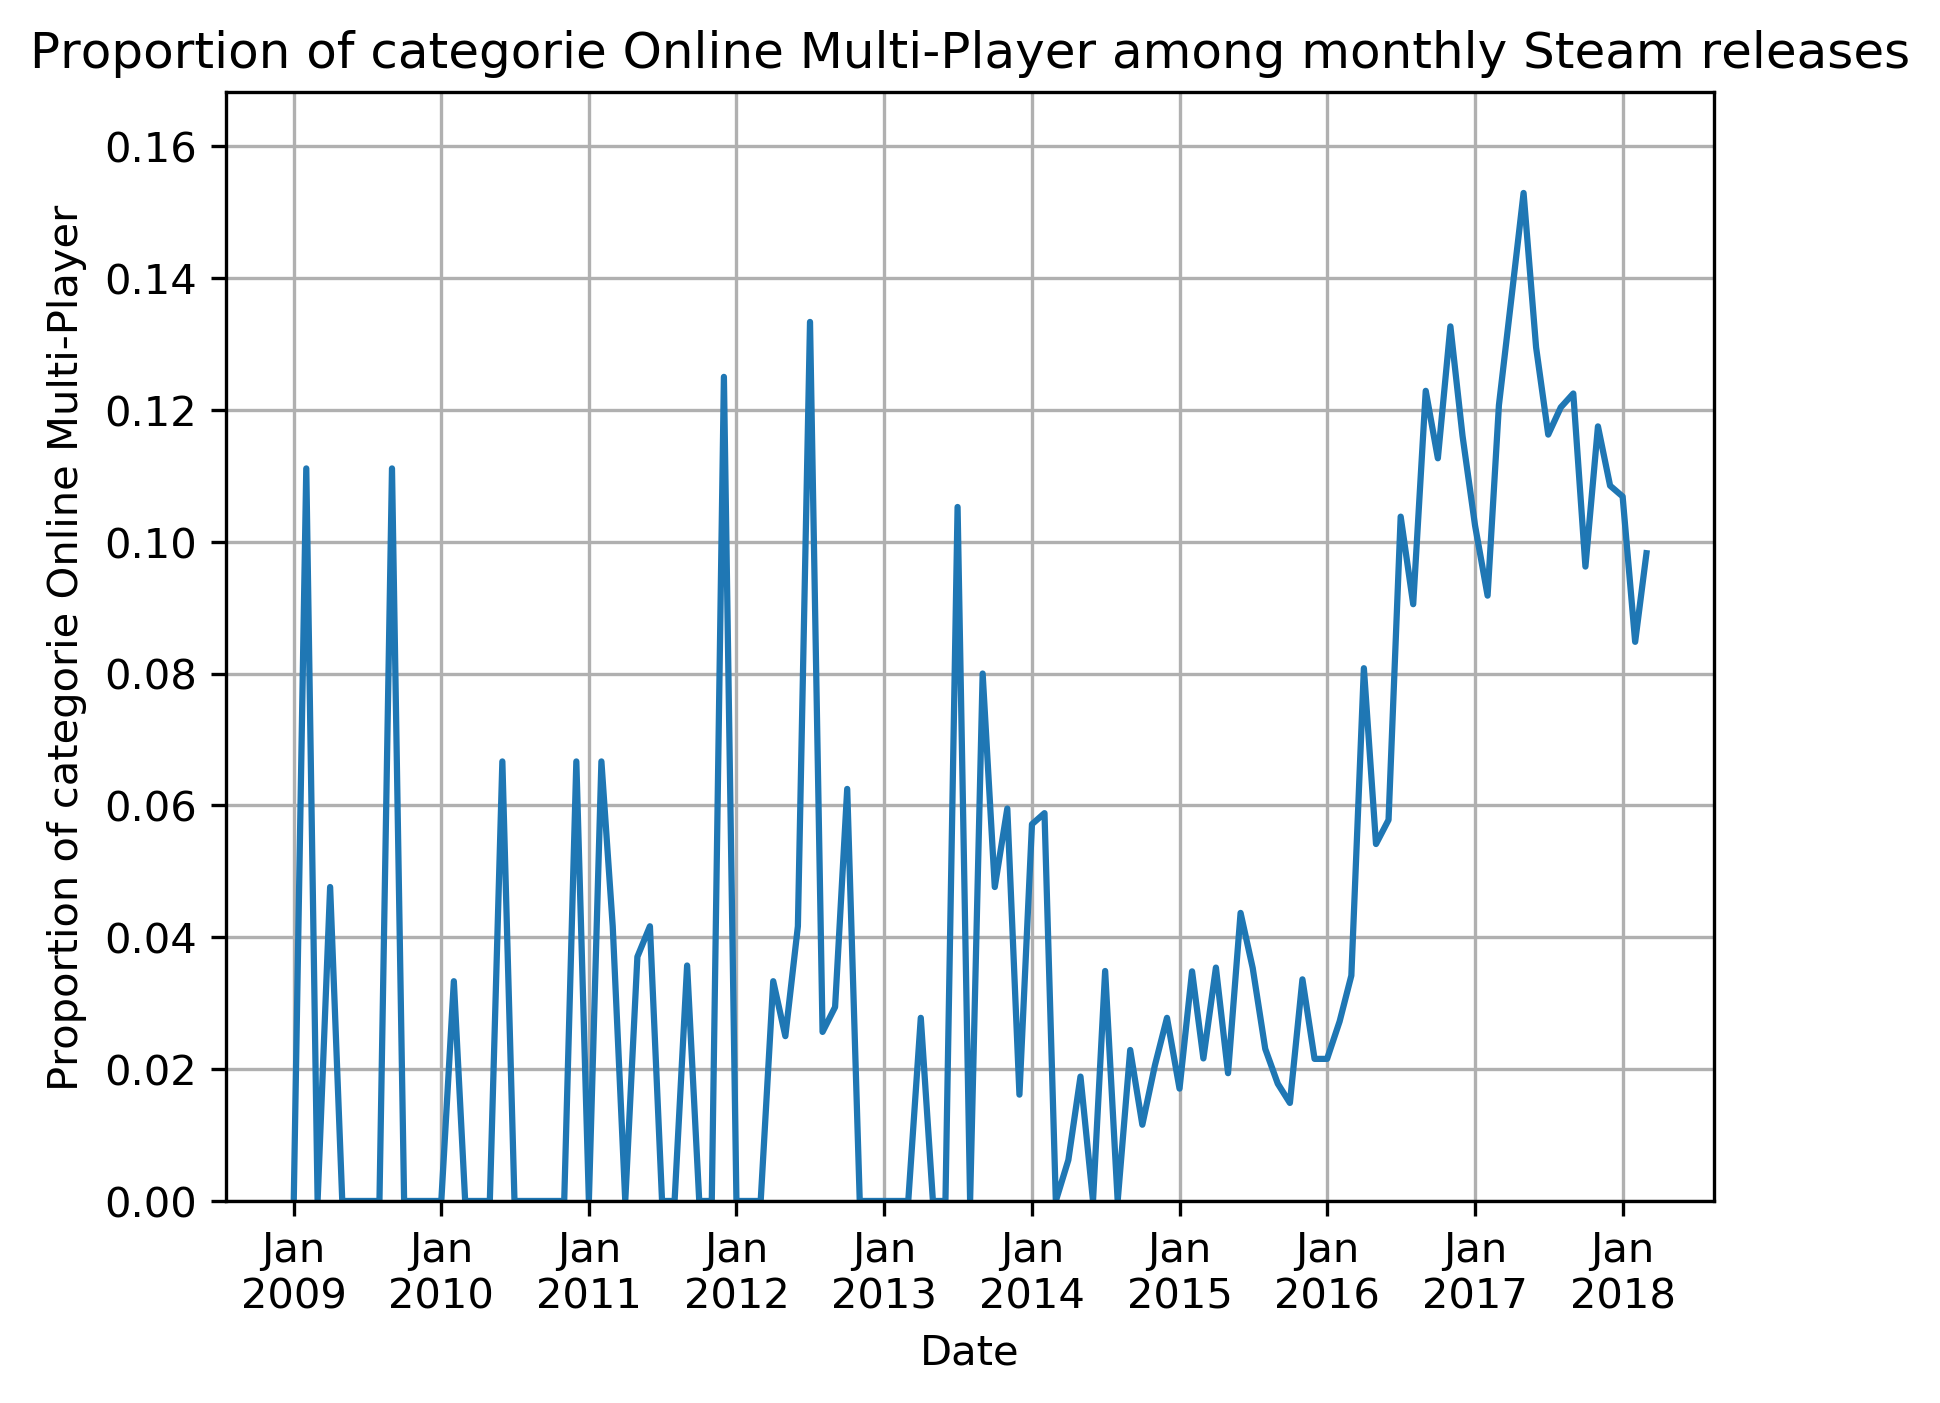 Proportion of categorie Online Multi-Player among monthly Steam releases
Proportion of categorie Online Multi-Player
0.16
0.14
0.12
0.10
0.08
0.06
0.04
0.02
0.00
Jan 2009
Jan 2010
Jan 2011
Jan 2012
Jan 2013
Jan 2014
Jan 2015
Jan 2016
Jan 2017
Jan 2018
Date